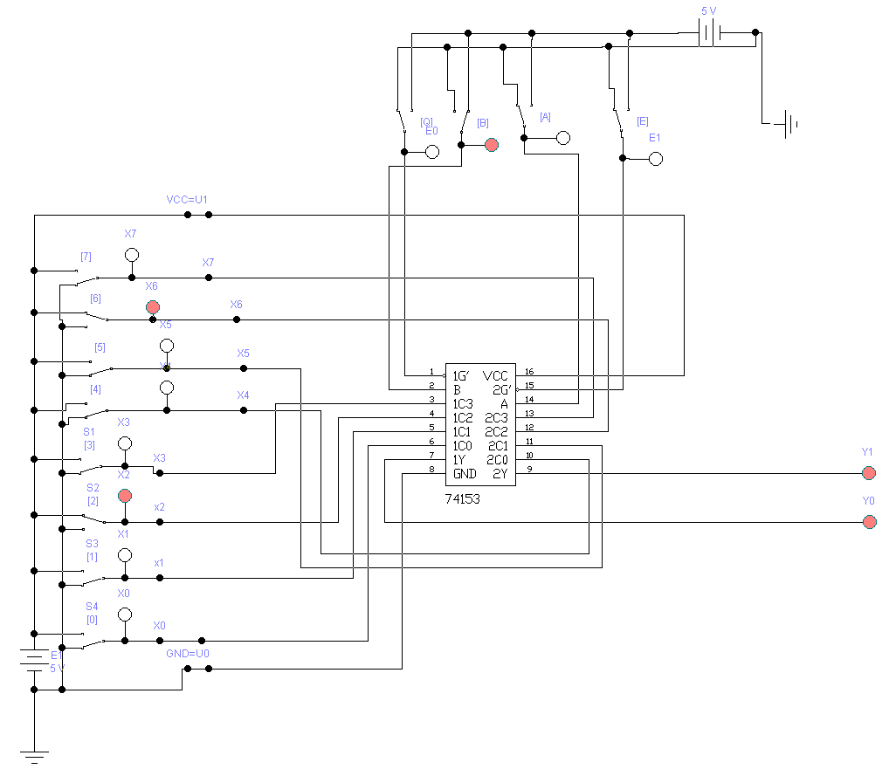 5 V
[Q]
E0
[B]
[A]
[E]
E1
VCC=U1
X7
[7]
X7
X6
[6]
X6
X5
[5]
X5
[4]
X4
S1
[3]
X3
X3
X2
S2
[2]
x2
X1
S3
[1]
x1
X0
S4
[0]
X0
GND=U0
E1
5 V
1 1G' VCC 16
2 B 2G' 15
3 1C3 A 14
4 1C2 2C3 13
5 1C1 2C2 12
6 1C0 2C1 11
7 1Y 2C0 10
8 GND 2Y 9
74153
Y1
Y0